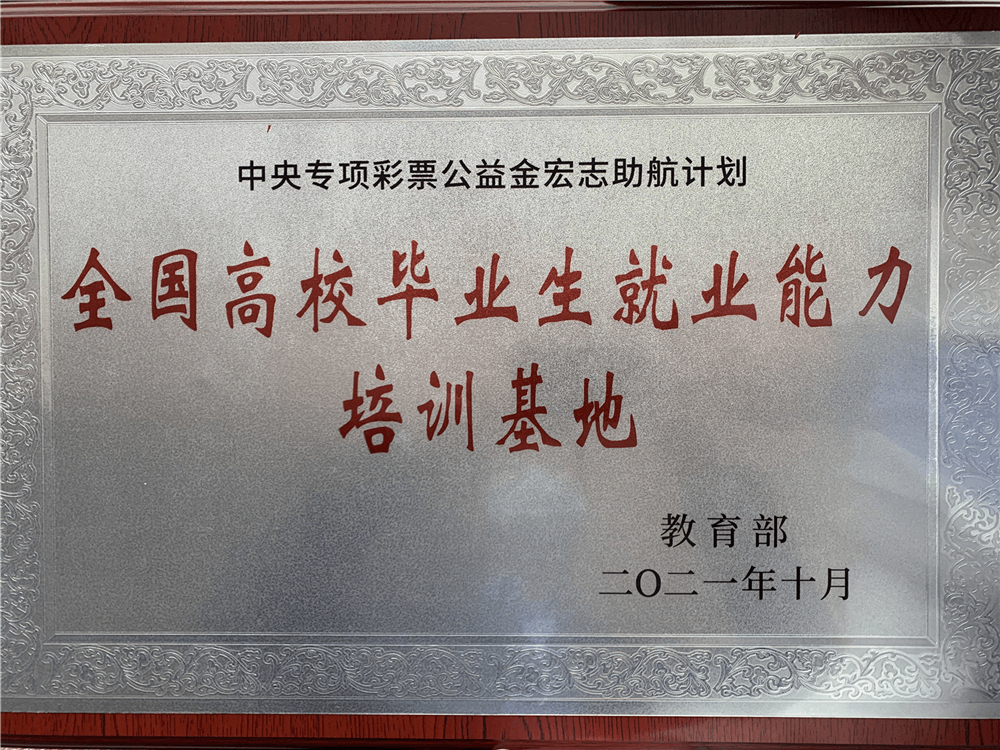 中央专项彩票公益金宏志助航计划
全国高校毕业生就业能力
培训基地
教育部
二〇二一年十月